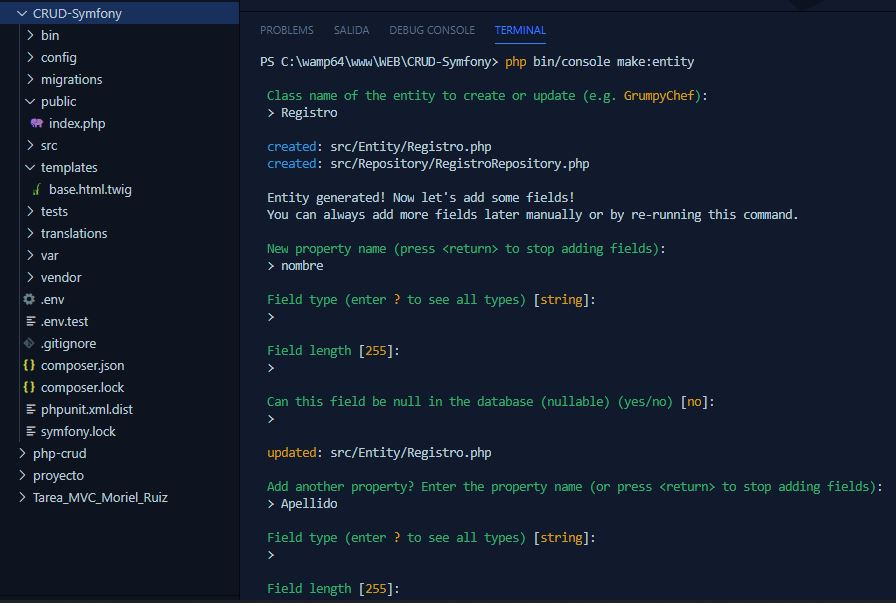 CRUD-Symfony
bin
config
migrations
public
index.php
src
templates
base.html.twig
tests
translations
var
vendor
.env
.env.test
.gitignore
composer.json
composer.lock
phpunit.xml.dist
symfony.lock
php-crud
proyecto
Tarea_MVC_Moriel_Ruiz
PROBLEMS SALIDA DEBUG CONSOLE TERMINAL
PS C:\wamp64\www\WEB\CRUD-Symfony> php bin/console make:entity
Class name of the entity to create or update (e.g. GrumpyChef):
> Registro
created: src/Entity/Registro.php
created: src/Repository/RegistroRepository.php
Entity generated! Now let's add some fields!
You can always add more fields later manually or by re-running this command.
New property name (press <return> to stop adding fields):
> nombre
Field type (enter ? to see all types) [string]:
>
Field length [255]:
>
Can this field be null in the database (nullable) (yes/no) [no]:
>
updated: src/Entity/Registro.php
Add another property? Enter the property name (or press <return> to stop adding fields):
> Apellido
Field type (enter ? to see all types) [string]:
>
Field length [255]: